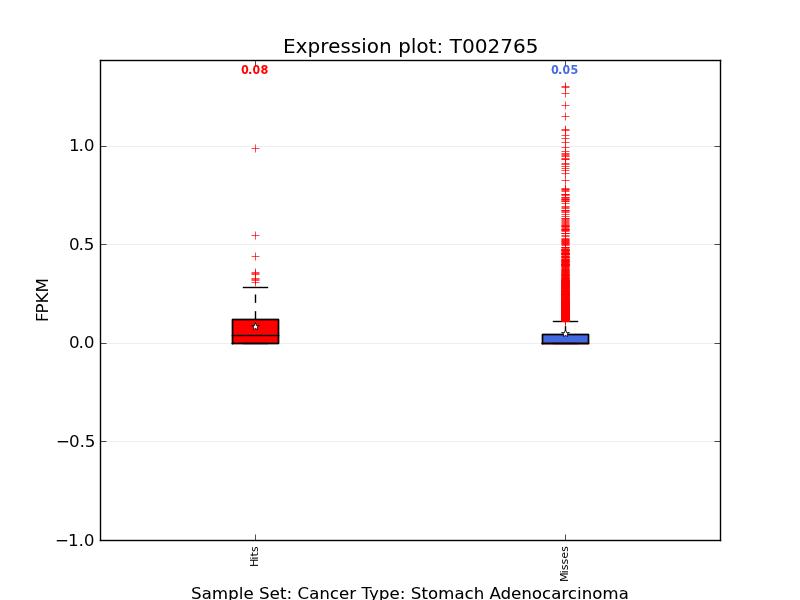 Expression plot: T002765
0.08
0.05
1.0
0.5
0.0
−0.5
−1.0
FPKM
Hits
Misses
Sample Set: Cancer Type: Stomach Adenocarcinoma